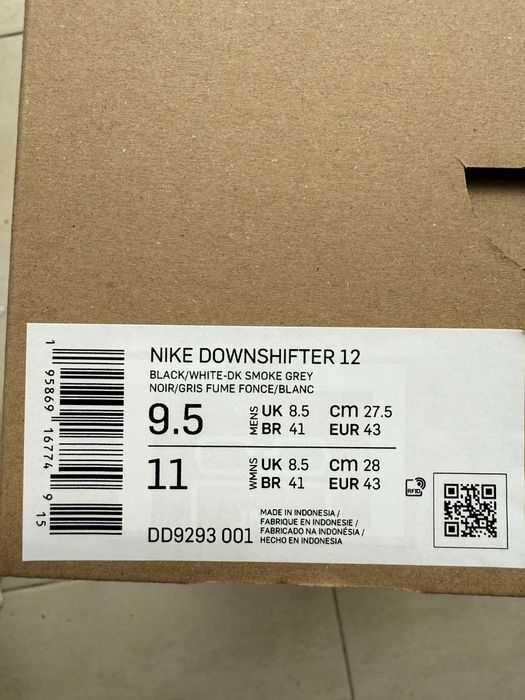 NIKE DOWNSHIFTER 12
BLACK/WHITE-DK SMOKE GREY
NOIR/GRIS FUME FONCE/BLANC
9.5 MENS UK 8.5 cm 27.5
BR 41 EUR 43
11 WMNS UK 8.5 cm 28
BR 41 EUR 43
RFID
DD9293 001
MADE IN INDONESIA /
FABRIQUE EN INDONESIE /
FABRICADO NA INDONÉSIA /
HECHO EN INDONESIA
1 95869 16774 9 15